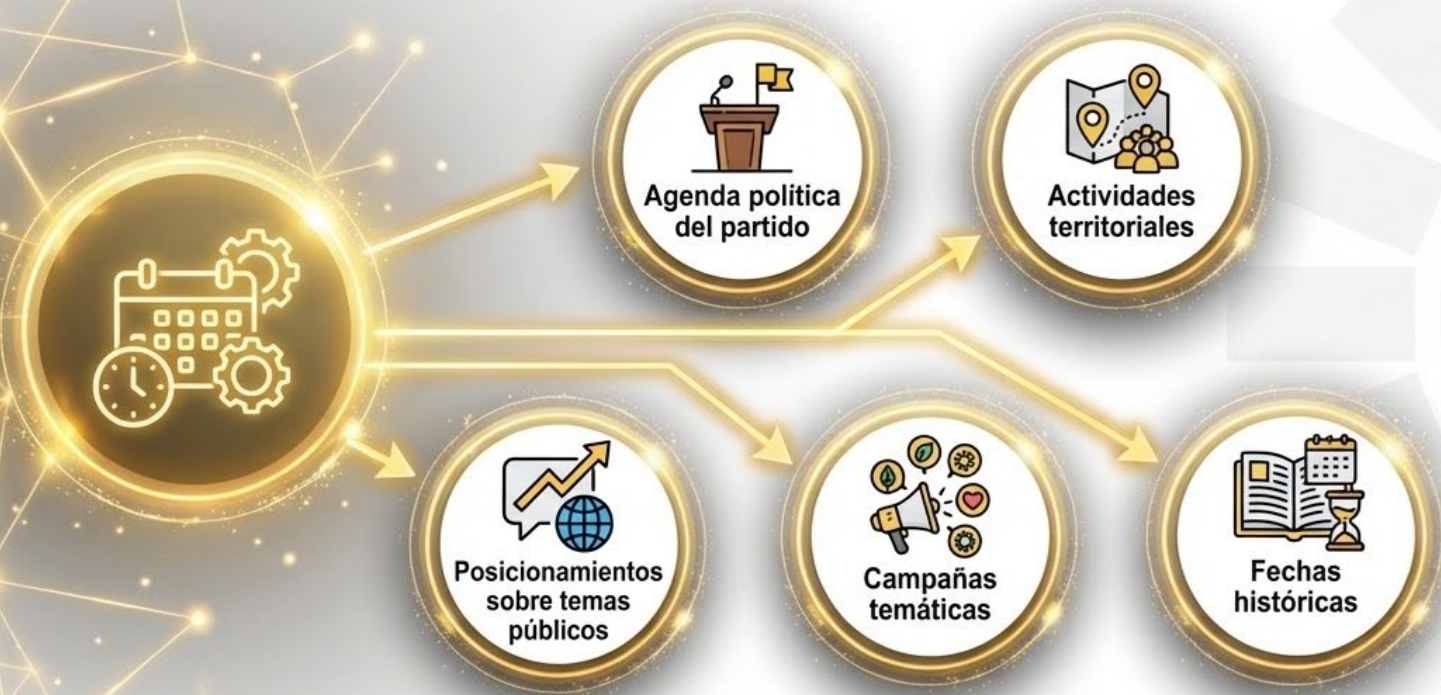 Agenda política
del partido
Actividades
territoriales
Posicionamientos
sobre temas
públicos
Campañas
temáticas
Fechas
históricas